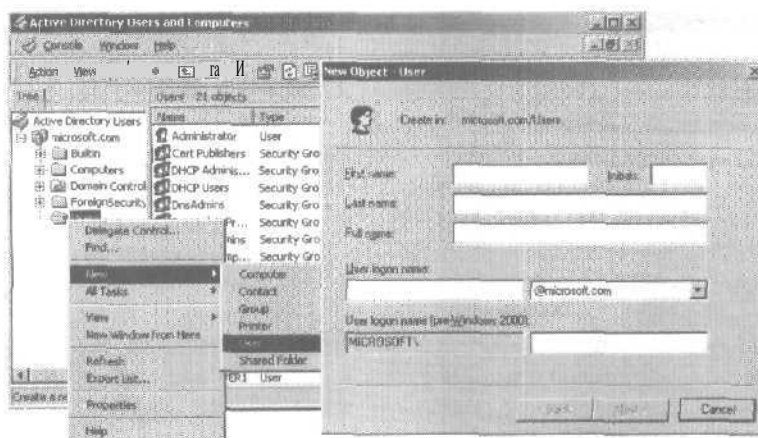 Active Directory Users and Computers
Console Window Help
Action View
Tree
Users 21 objects
Active Directory Users
microsoft.com
Builtin
Computers
Domain Control
ForeignSecurity
Name Type
Administrator User
Cert Publishers Security Gro
DHCP Adminis... Security Gro
DHCP Users Security Gro
DnsAdmins Security Gro
Pr... Security Gro
mins Security Gro
mp... Security Gro
Delegate Control...
Find...
New
All Tasks
View
New Window from Here
Refresh
Export List...
Properties
Help
Computer
Contact
Group
Printer
User
Shared Folder
User
Create a
New Object - User
Create in: microsoft.com/Users
First name: Initials:
Last name:
Full name:
User logon name:
@microsoft.com
User logon name (pre-Windows 2000):
MICROSOFT\
Back Next Cancel